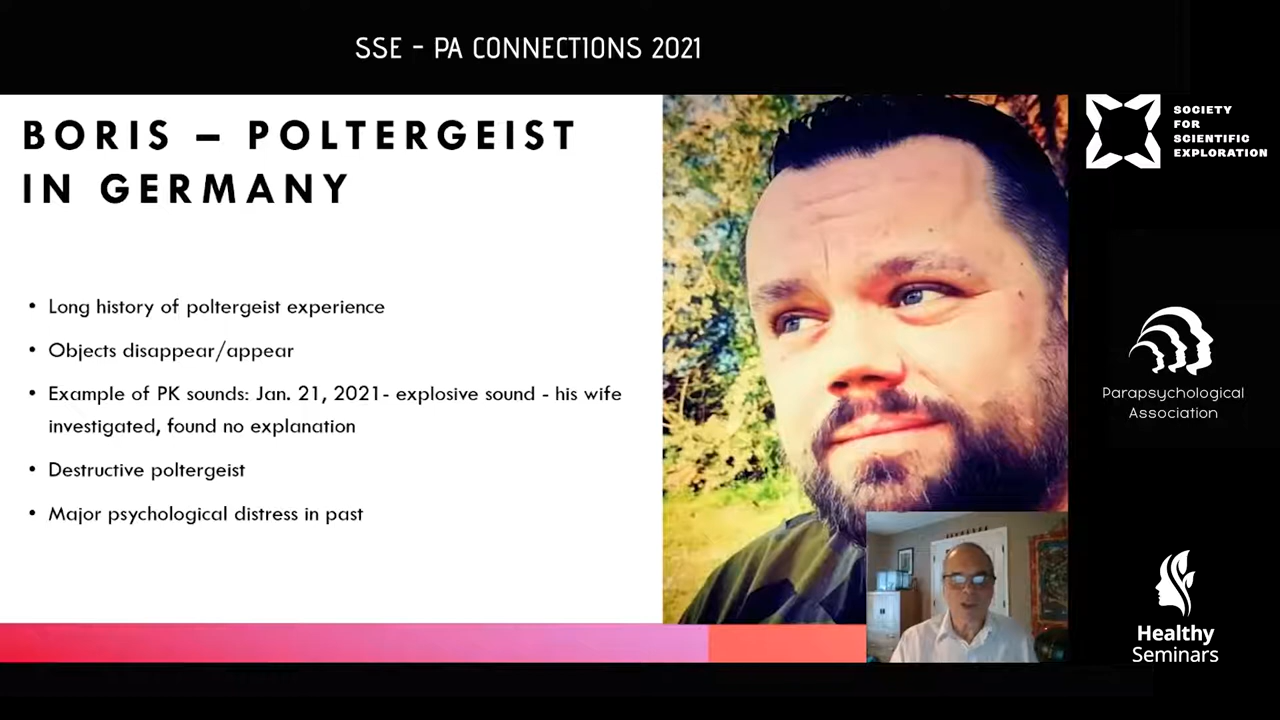 SSE - PA CONNECTIONS 2021
BORIS – POLTERGEIST
IN GERMANY
• Long history of poltergeist experience
• Objects disappear/appear
• Example of PK sounds: Jan. 21, 2021- explosive sound - his wife
investigated, found no explanation
• Destructive poltergeist
• Major psychological distress in past
SOCIETY
FOR
SCIENTIFIC
EXPLORATION
Parapsychological
Association
Healthy
Seminars